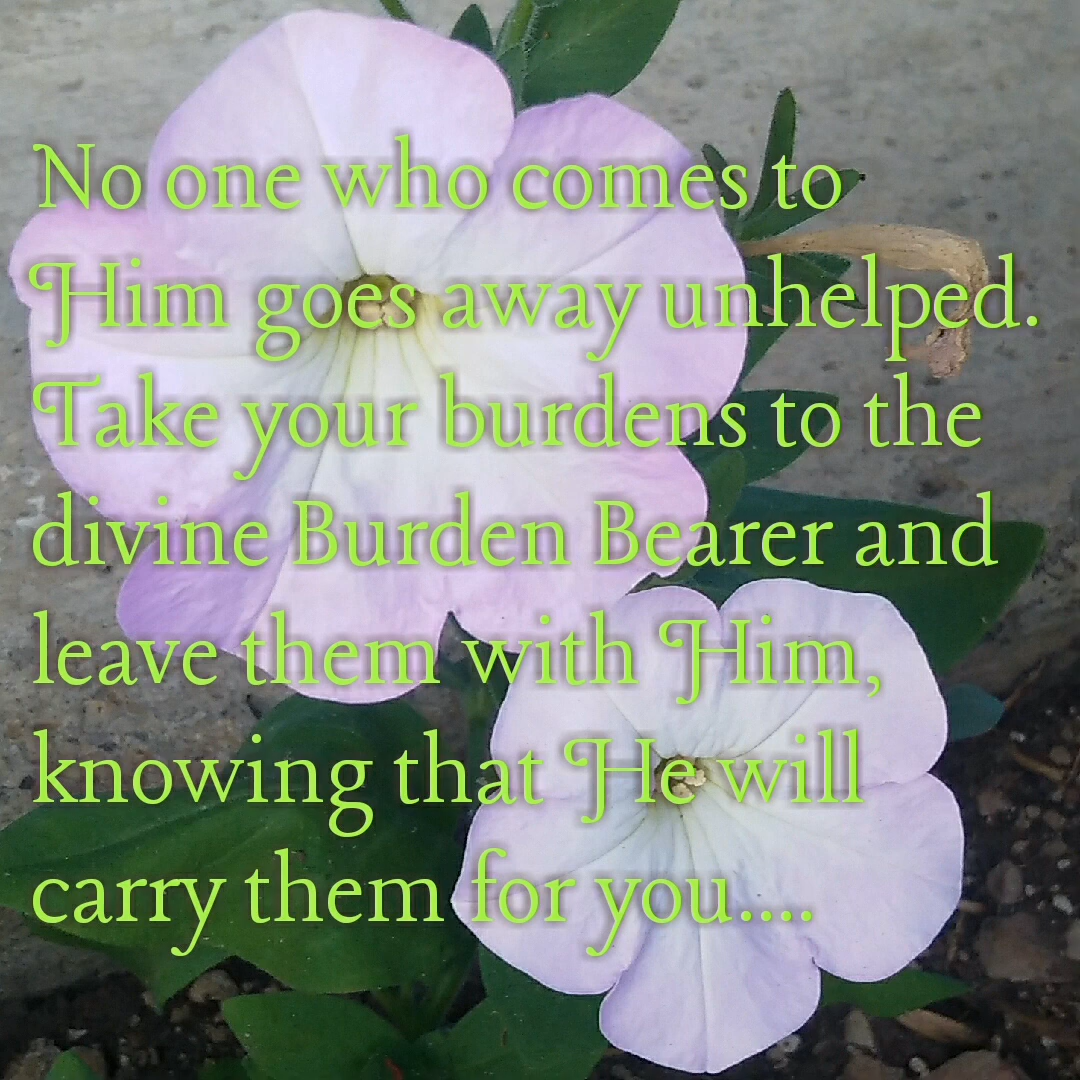 No one who comes to
Him goes away unhelped.
Take your burdens to the
divine Burden Bearer and
leave them with Him,
knowing that He will
carry them for you....